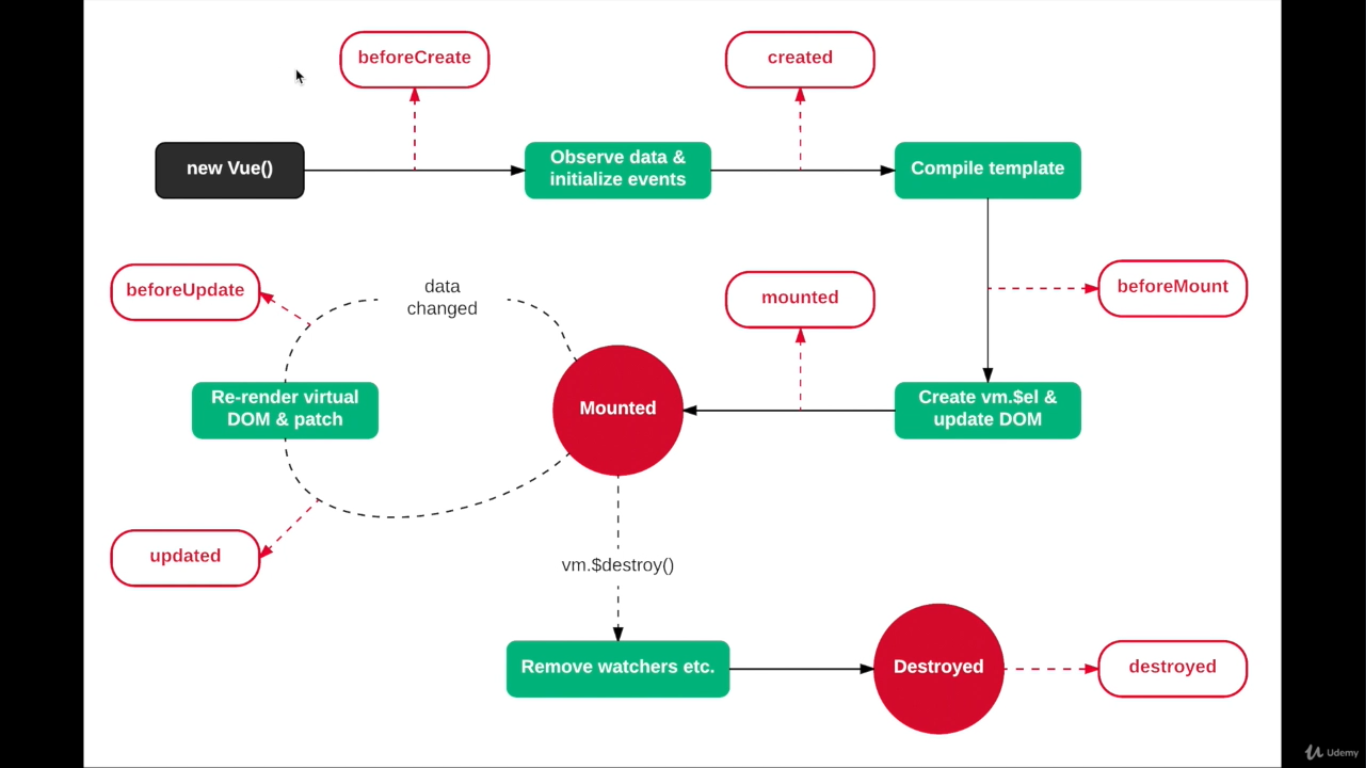 beforeCreate
created
new Vue()
Observe data &
initialize events
Compile template
beforeUpdate
data
changed
mounted
beforeMount
Re-render virtual
DOM & patch
Mounted
Create vm.$el &
update DOM
updated
vm.$destroy()
Remove watchers etc.
Destroyed
destroyed
Udemy